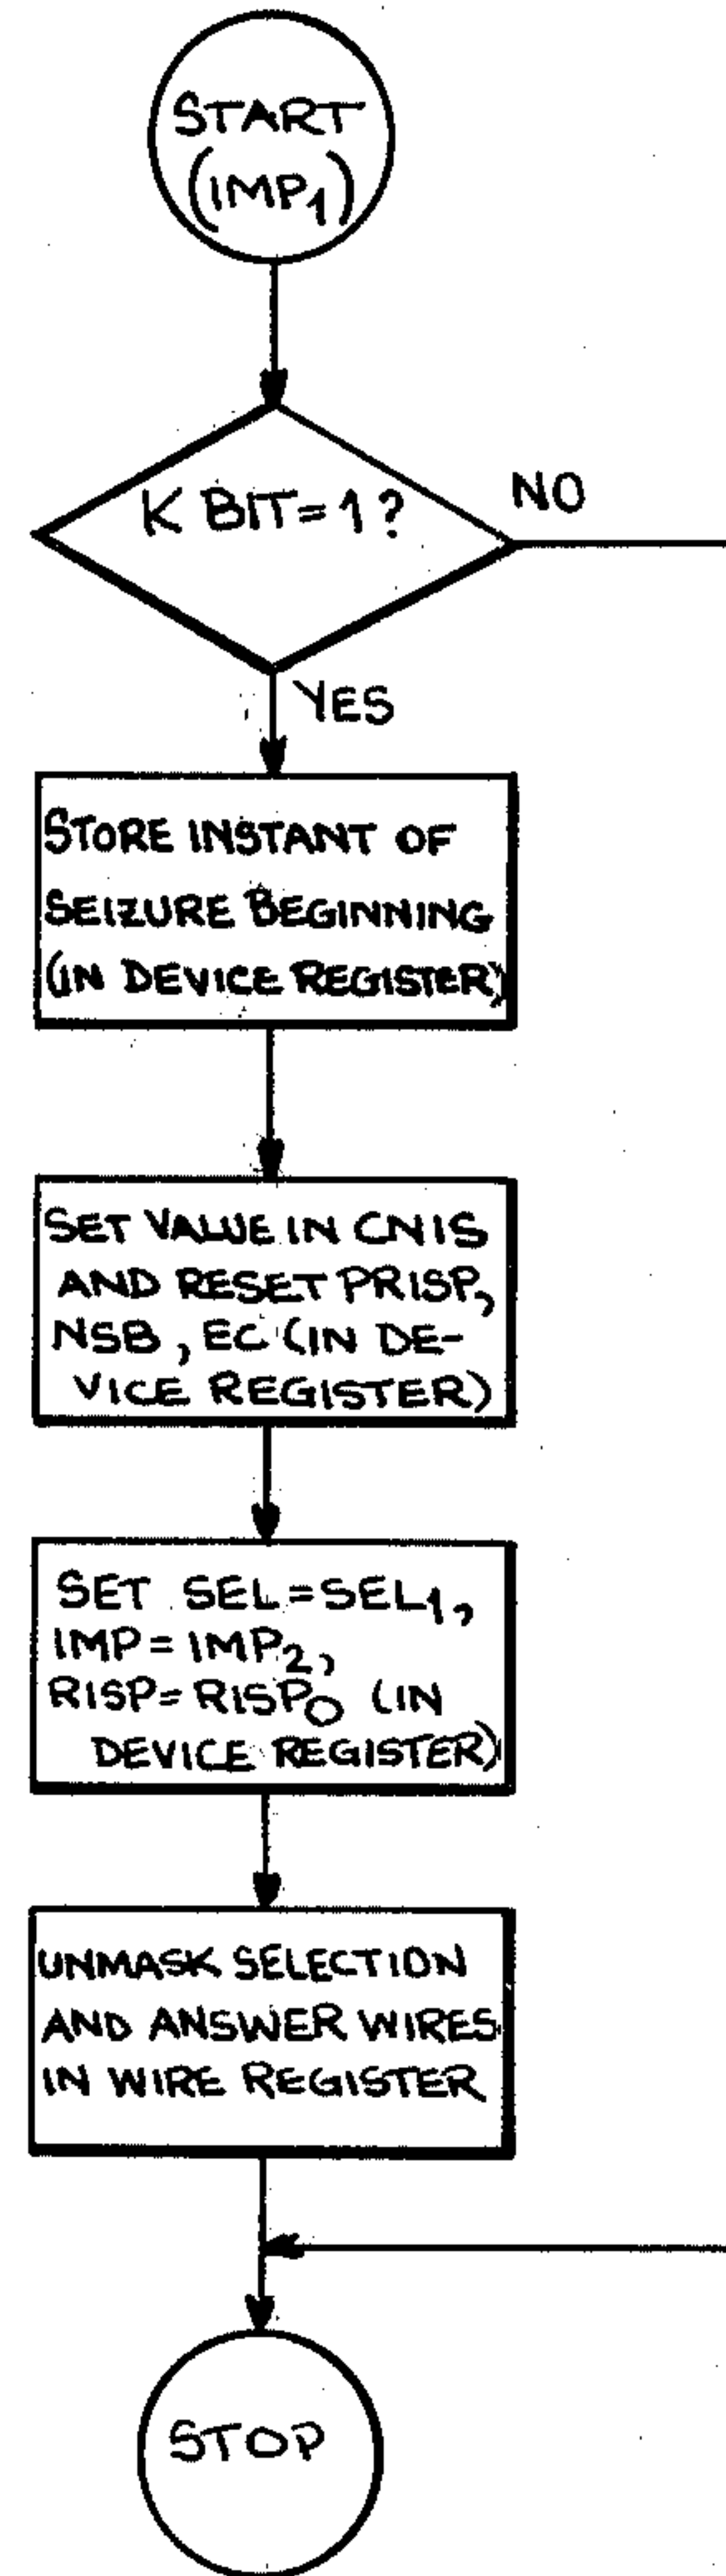 START
(IMP₁)
K BIT=1?
NO
YES
STORE INSTANT OF
SEIZURE BEGINNING
(IN DEVICE REGISTER)
SET VALUE IN CNIS
AND RESET PRISP,
NSB, EC (IN DE-
VICE REGISTER)
SET SEL=SEL₁,
IMP=IMP₂,
RISP=RISP₀ (IN
DEVICE REGISTER)
UNMASK SELECTION
AND ANSWER WIRES
IN WIRE REGISTER
STOP